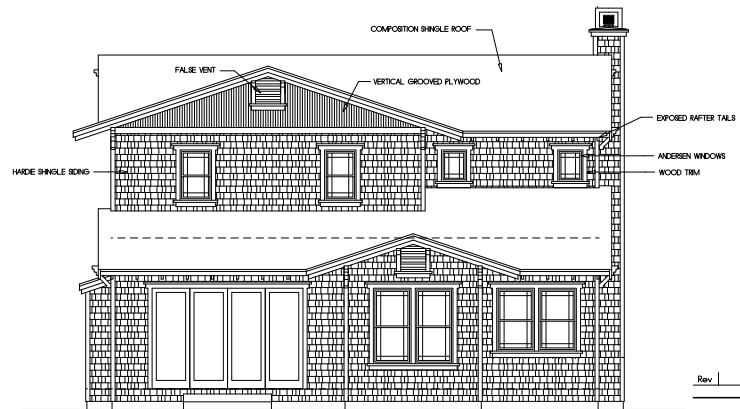 COMPOSITION SHINGLE ROOF
FALSE VENT
VERTICAL GROOVED PLYWOOD
EXPOSED RAFTER TAILS
ANDERSEN WINDOWS
HARDIE SHINGLE SIDING
WOOD TRIM
Rev